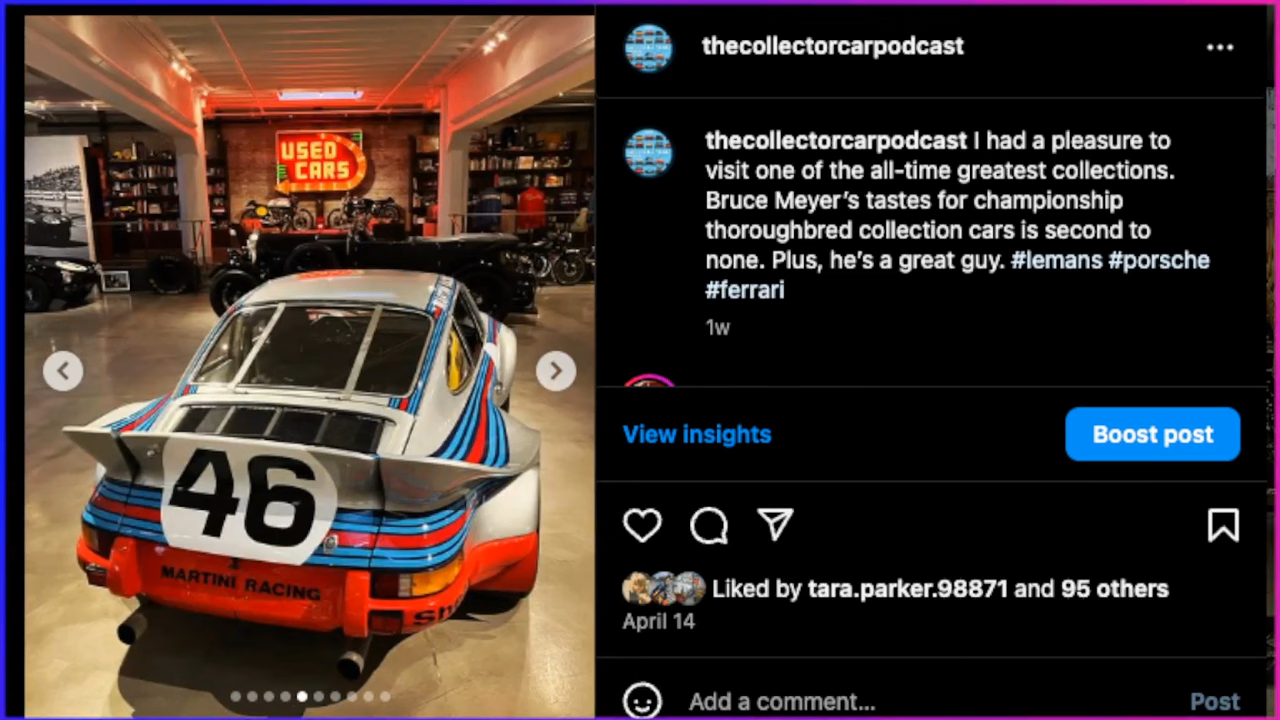 thecollectorcarpodcast
thecollectorcarpodcast I had a pleasure to
visit one of the all-time greatest collections.
Bruce Meyer’s tastes for championship
thoroughbred collection cars is second to
none. Plus, he’s a great guy. #lemans #porsche
#ferrari
1w
View insights
Boost post
Liked by tara.parker.98871 and 95 others
April 14
Add a comment...
Post
USED
CARS
46
MARTINI RACING